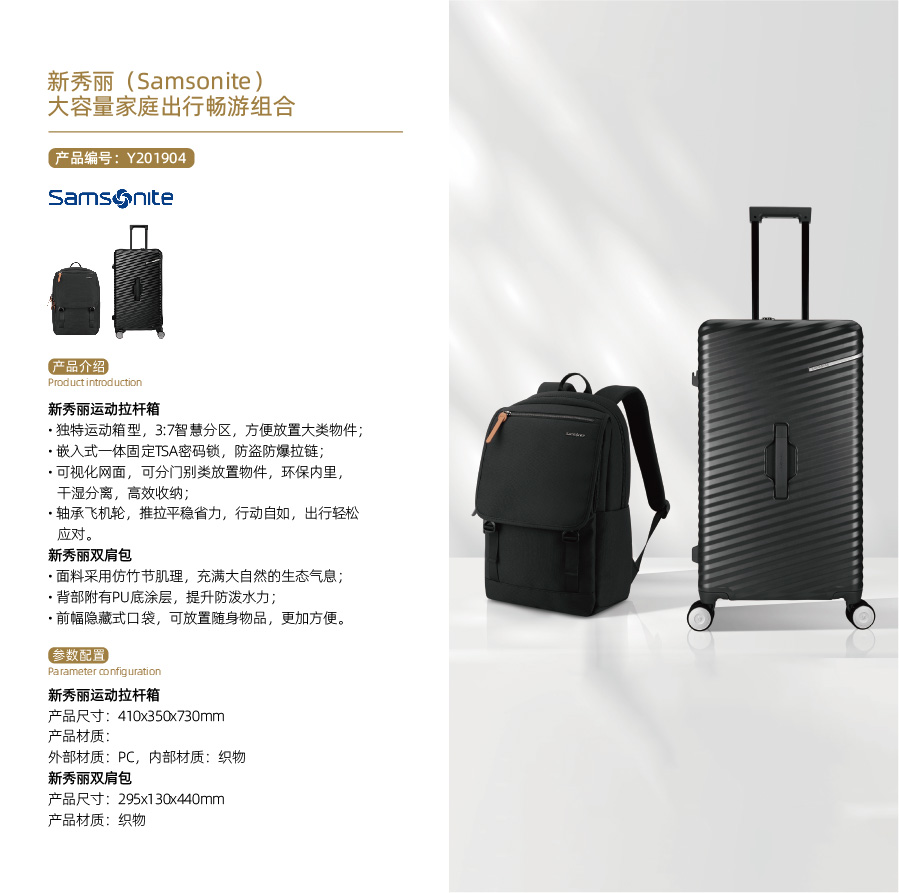 新秀丽（Samsonite）
大容量家庭出行畅游组合
产品编号：Y201904
Samsonite
产品介绍
Product introduction
新秀丽运动拉杆箱
• 独特运动箱型，3:7智慧分区，方便放置大类物件；
• 嵌入式一体固定TSA密码锁，防盗防爆拉链；
• 可视化网面，可分门别类放置物件，环保内里，
干湿分离，高效收纳；
• 轴承飞机轮，推拉平稳省力，行动自如，出行轻松
应对。
新秀丽双肩包
• 面料采用仿竹节肌理，充满大自然的生态气息；
• 背部附有PU底涂层，提升防泼水力；
• 前幅隐藏式口袋，可放置随身物品，更加方便。
参数配置
Parameter configuration
新秀丽运动拉杆箱
产品尺寸：410x350x730mm
产品材质：
外部材质：PC，内部材质：织物
新秀丽双肩包
产品尺寸：295x130x440mm
产品材质：织物
Samsonite